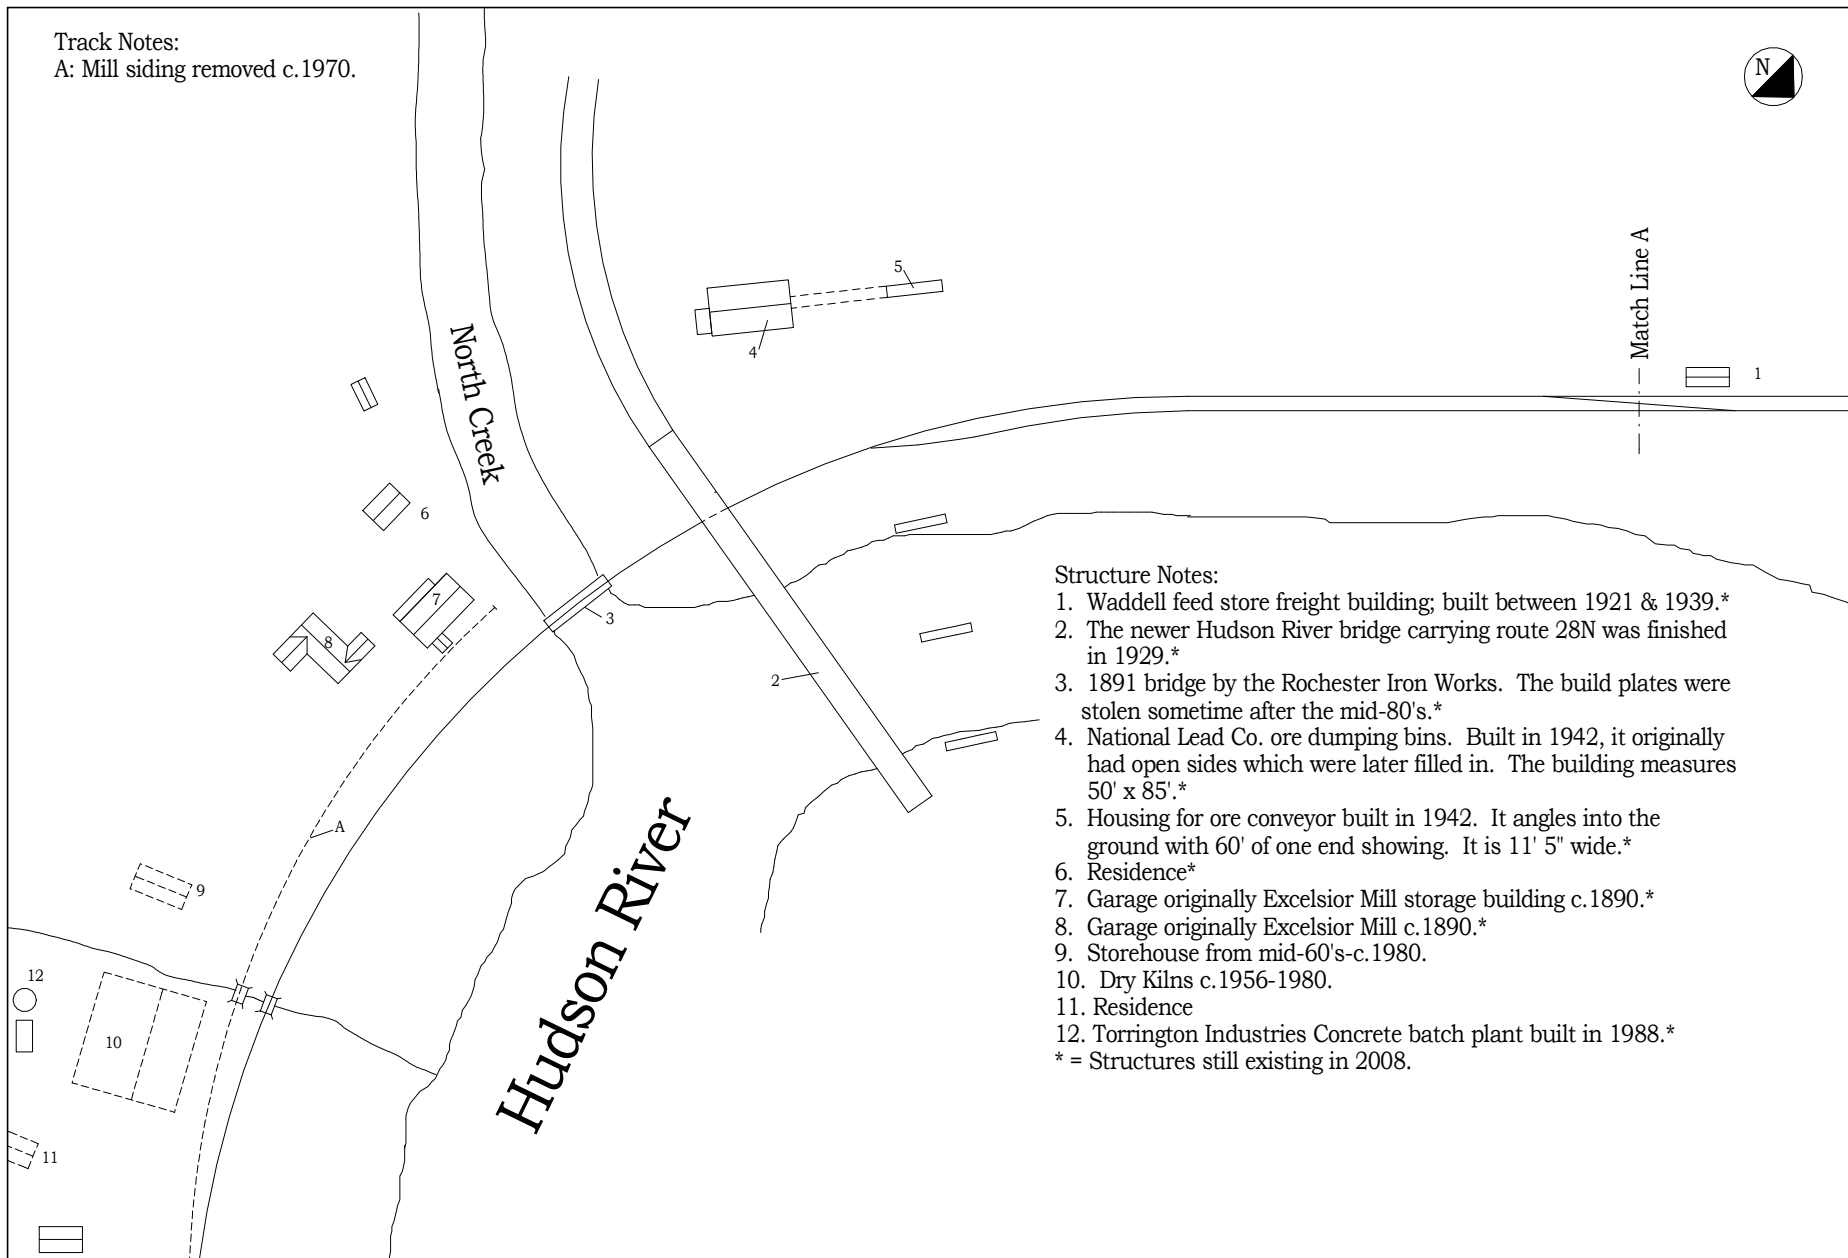 Track Notes:
A: Mill siding removed c.1970.
N
5
4
Match Line A
1
North Creek
6
7
3
8
2
A
9
12
10
11
Hudson River
Structure Notes:
1. Waddell feed store freight building; built between 1921 & 1939.*
2. The newer Hudson River bridge carrying route 28N was finished
in 1929.*
3. 1891 bridge by the Rochester Iron Works. The build plates were
stolen sometime after the mid-80's.*
4. National Lead Co. ore dumping bins. Built in 1942, it originally
had open sides which were later filled in. The building measures
50' x 85'.*
5. Housing for ore conveyor built in 1942. It angles into the
ground with 60' of one end showing. It is 11' 5" wide.*
6. Residence*
7. Garage originally Excelsior Mill storage building c.1890.*
8. Garage originally Excelsior Mill c.1890.*
9. Storehouse from mid-60's-c.1980.
10. Dry Kilns c.1956-1980.
11. Residence
12. Torrington Industries Concrete batch plant built in 1988.*
* = Structures still existing in 2008.